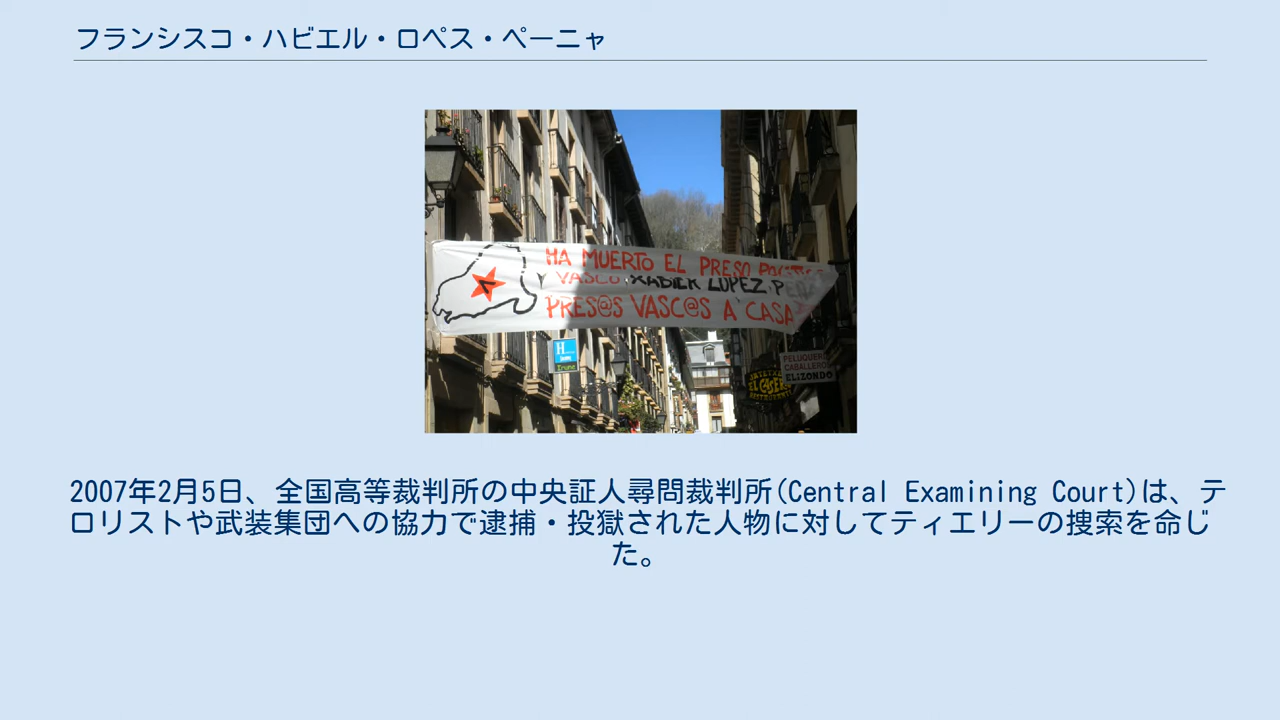 フランシスコ・ハビエル・ロペス・ペーニャ
HA MUERTO EL PRESO
Y VASCO XABIER LOPEZ
PRES@S VASC@S A CASA
H
Irune
PELUQUERIA
CABALLEROS
ELIZONDO
EL CASERIO
RESTAURANTE
2007年2月5日、全国高等裁判所の中央証人尋問裁判所(Central Examining Court)は、テ
ロリストや武装集団への協力で逮捕・投獄された人物に対してティエリーの捜索を命じ
た。